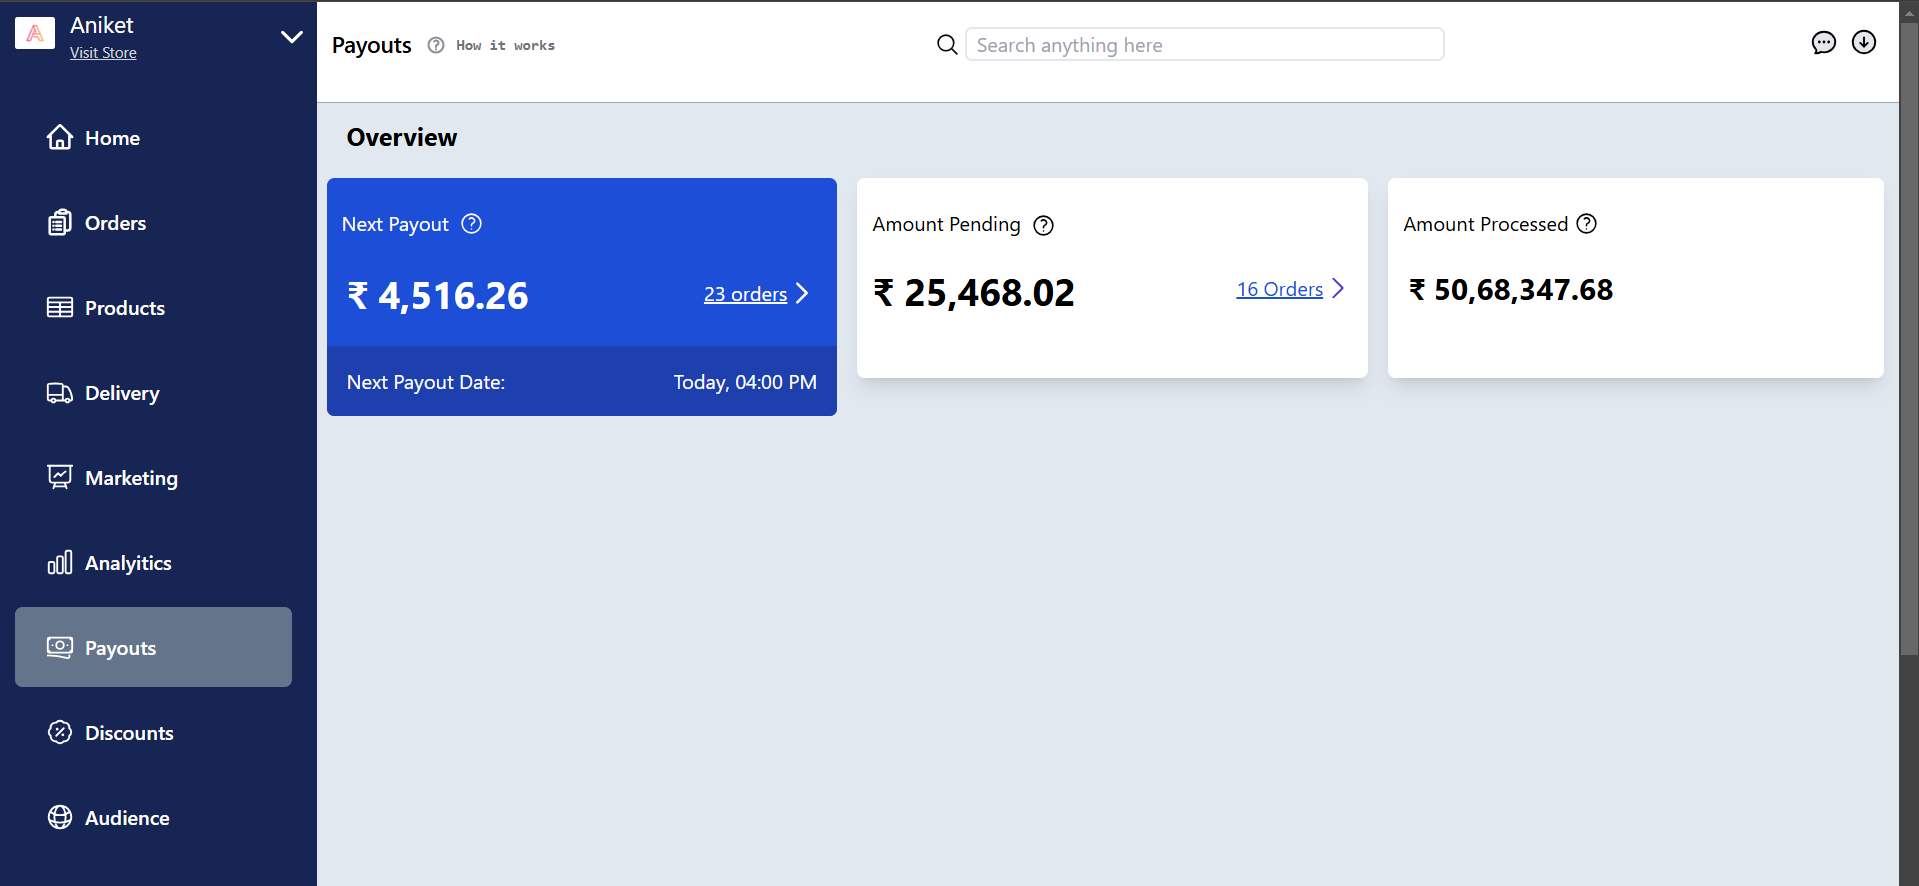 Aniket
Visit Store
Home
Orders
Products
Delivery
Marketing
Analyitics
Payouts
Discounts
Audience
Payouts ? How it works
Search anything here
Overview
Next Payout ?
₹ 4,516.26 23 orders
Next Payout Date: Today, 04:00 PM
Amount Pending ?
₹ 25,468.02 16 Orders
Amount Processed ?
₹ 50,68,347.68